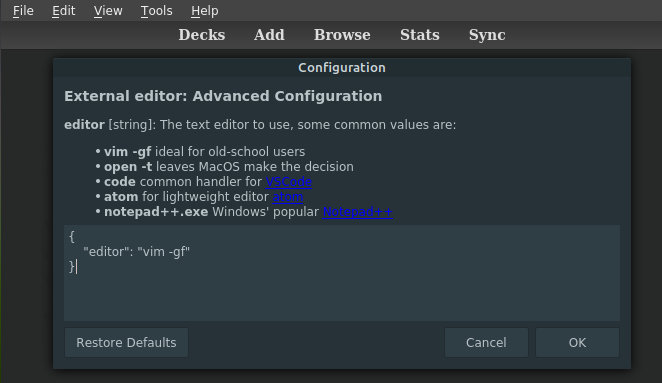 File Edit View Tools Help
Decks Add Browse Stats Sync
Configuration
External editor: Advanced Configuration
editor [string]: The text editor to use, some common values are:
• vim -gf ideal for old-school users
• open -t leaves MacOS make the decision
• code common handler for VSCode
• atom for lightweight editor atom
• notepad++.exe Windows' popular Notepad++
{
"editor": "vim -gf"
}
Restore Defaults Cancel OK